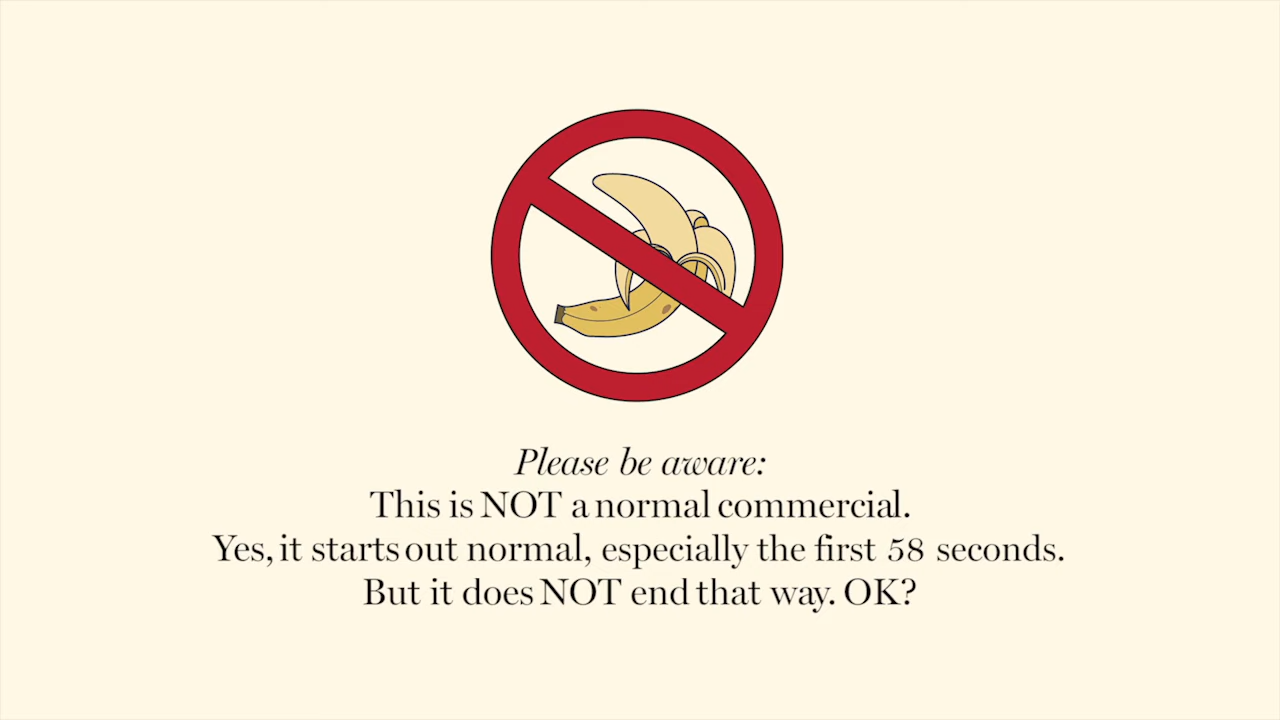 Please be aware:
This is NOT a normal commercial.
Yes, it starts out normal, especially the first 58 seconds.
But it does NOT end that way. OK?